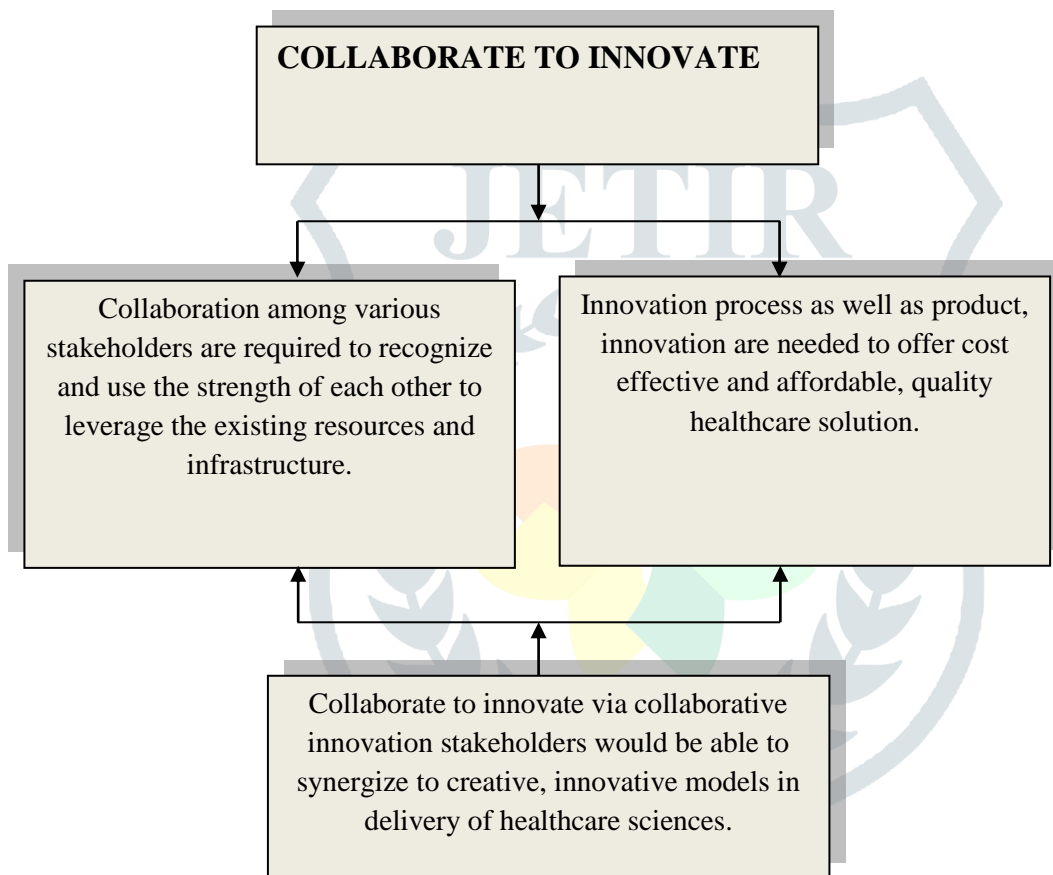 COLLABORATE TO INNOVATE
JETIR
Collaboration among various
stakeholders are required to recognize
and use the strength of each other to
leverage the existing resources and
infrastructure.
Innovation process as well as product,
innovation are needed to offer cost
effective and affordable, quality
healthcare solution.
Collaborate to innovate via collaborative
innovation stakeholders would be able to
synergize to creative, innovative models in
delivery of healthcare sciences.